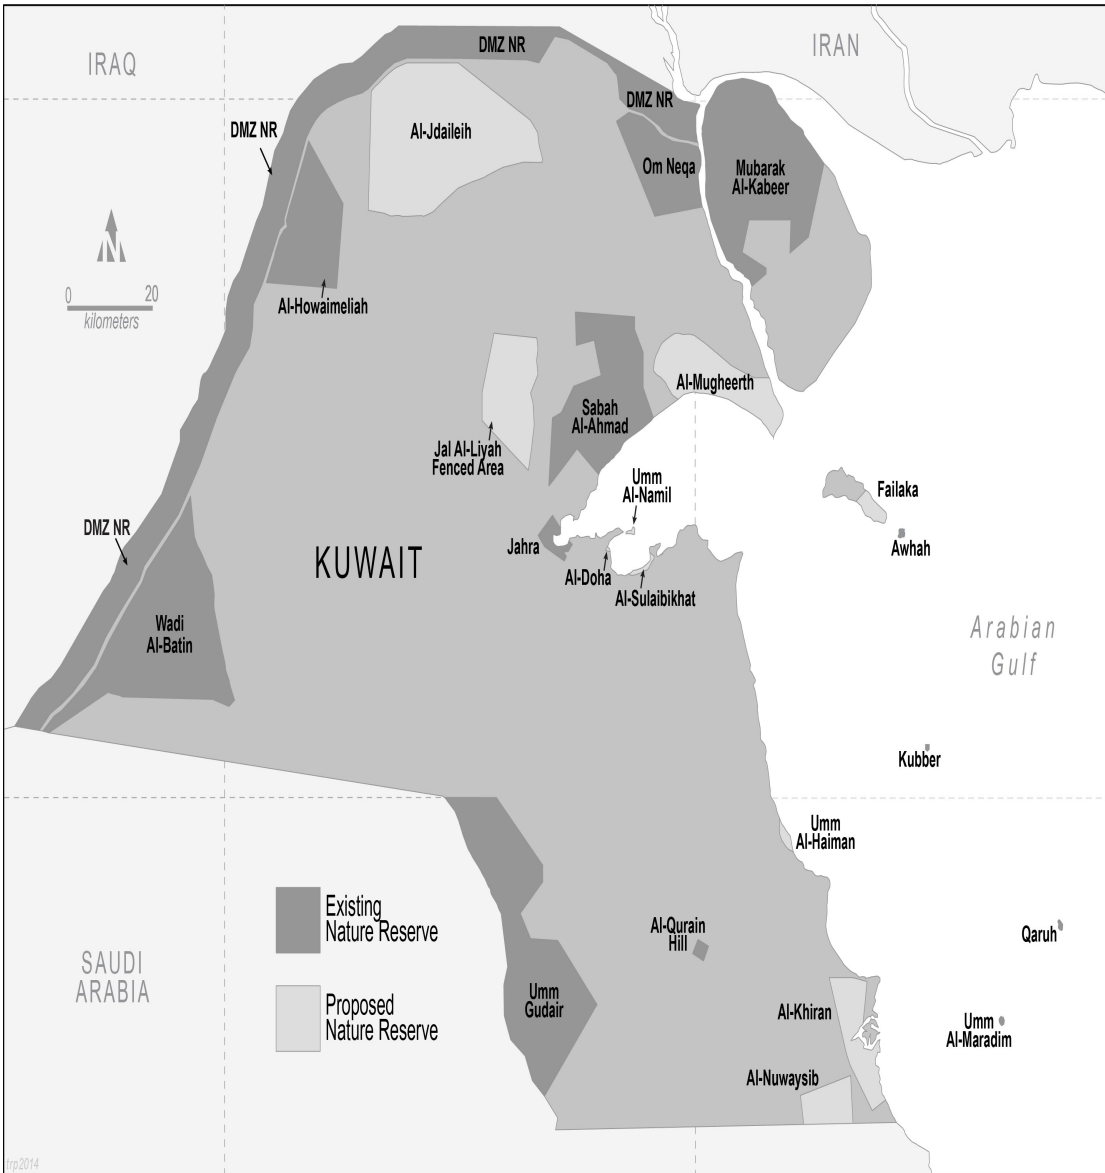 DMZ NR
IRAN
IRAQ
DMZ NR
Al-Jdaileih
DMZ NR
Om Neqa
Mubarak
Al-Kabeer
N
0 20
kilometers
Al-Howaimeliah
Al-Mugheerth
Sabah
Al-Ahmad
Jal Al-Liyah
Fenced Area
Umm
Al-Namil
Failaka
DMZ NR
Jahra
Awhah
KUWAIT
Al-Doha
Al-Sulaibikhat
Wadi
Al-Batin
Arabian
Gulf
Kubber
Umm
Al-Haiman
Existing
Nature Reserve
Al-Qurain
Hill
Qaruh
SAUDI
ARABIA
Umm
Gudair
Proposed
Nature Reserve
Al-Khiran
Umm
Al-Maradim
Al-Nuwaysib
trp2014